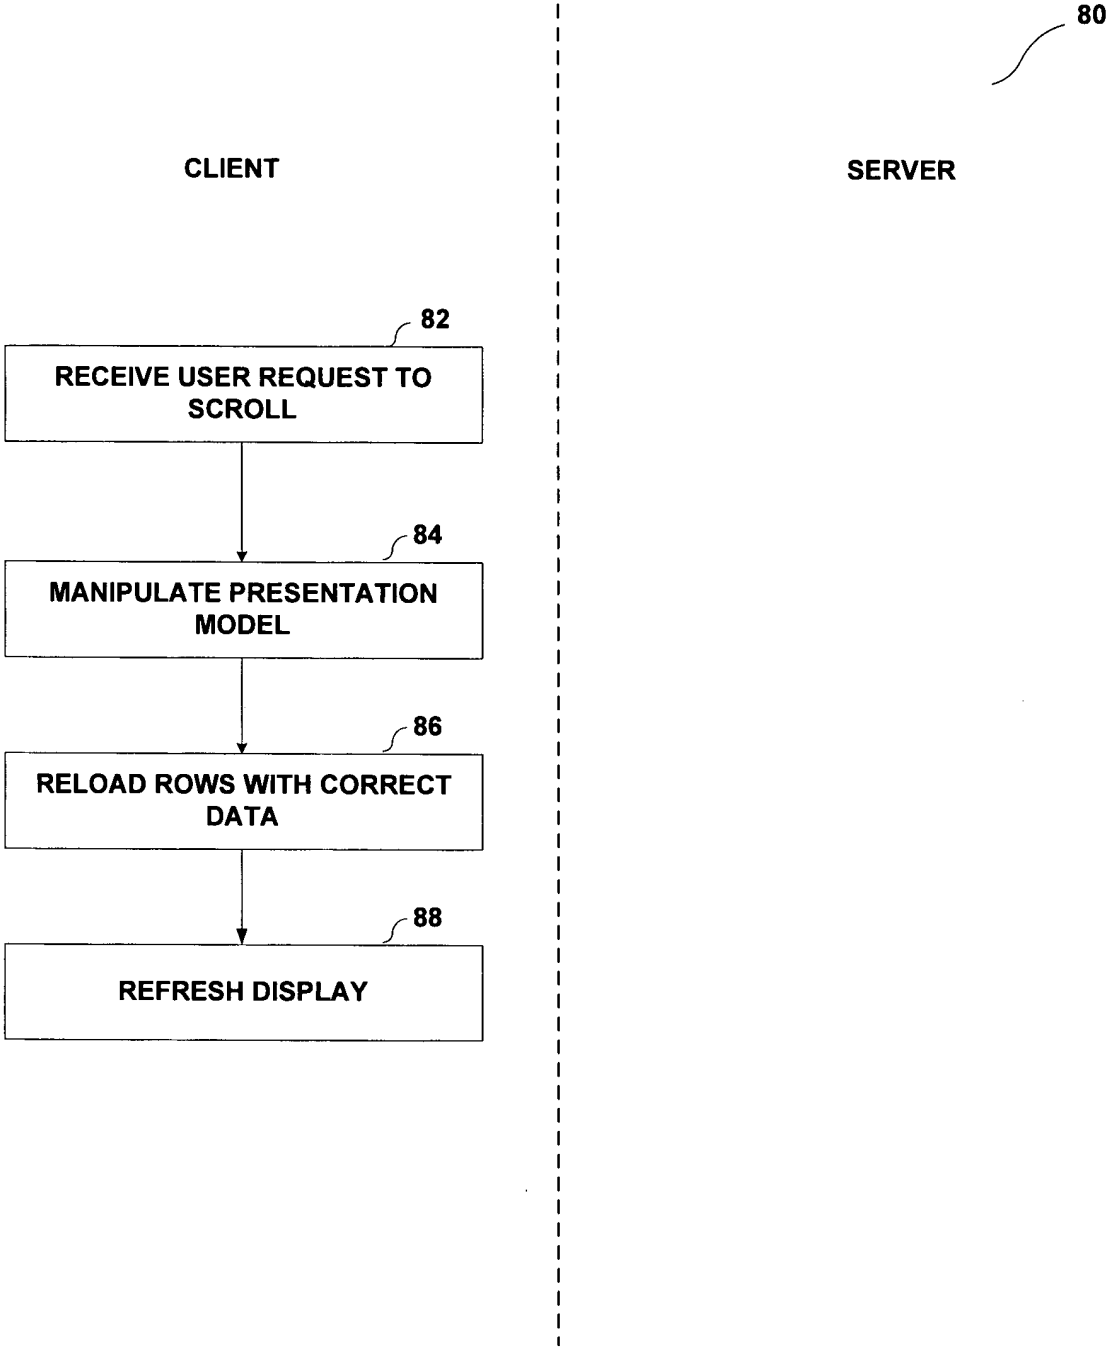 80
CLIENT
SERVER
82
RECEIVE USER REQUEST TO
SCROLL
84
MANIPULATE PRESENTATION
MODEL
86
RELOAD ROWS WITH CORRECT
DATA
88
REFRESH DISPLAY